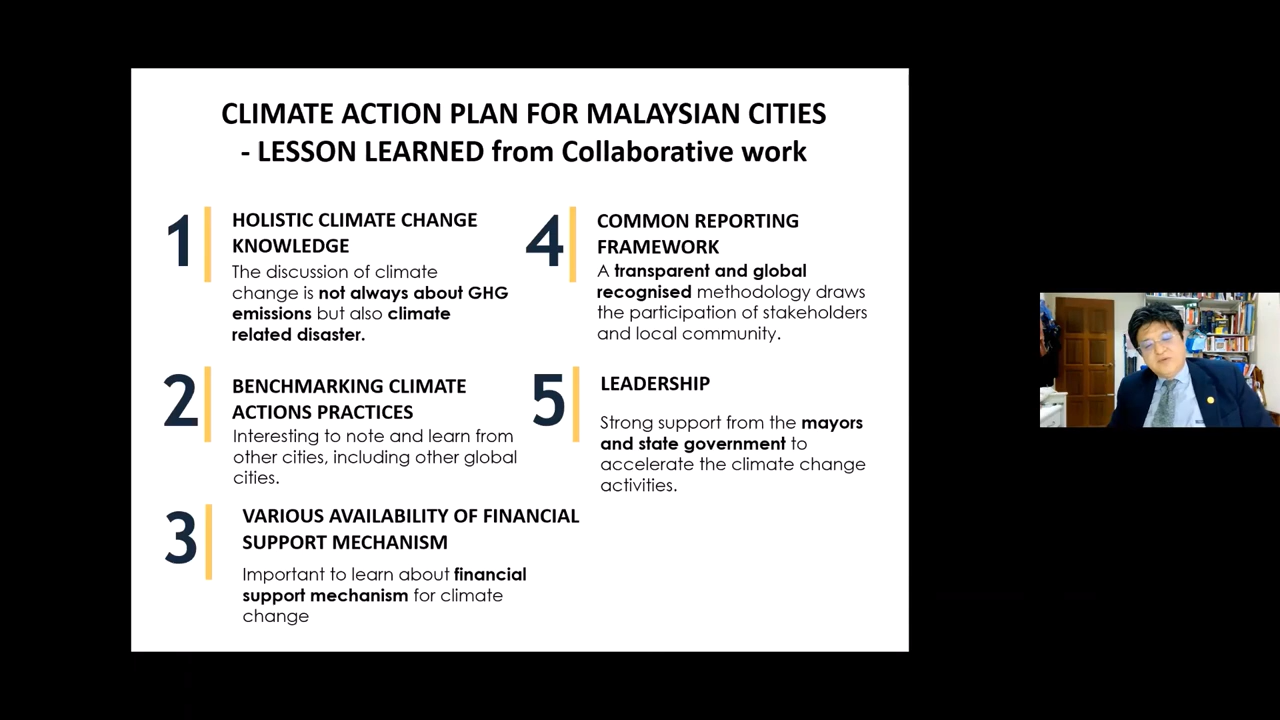 CLIMATE ACTION PLAN FOR MALAYSIAN CITIES
- LESSON LEARNED from Collaborative work
1
HOLISTIC CLIMATE CHANGE
KNOWLEDGE
The discussion of climate
change is not always about GHG
emissions but also climate
related disaster.
2
BENCHMARKING CLIMATE
ACTIONS PRACTICES
Interesting to note and learn from
other cities, including other global
cities.
3
VARIOUS AVAILABILITY OF FINANCIAL
SUPPORT MECHANISM
Important to learn about financial
support mechanism for climate
change
4
COMMON REPORTING
FRAMEWORK
A transparent and global
recognised methodology draws
the participation of stakeholders
and local community.
5
LEADERSHIP
Strong support from the mayors
and state government to
accelerate the climate change
activities.